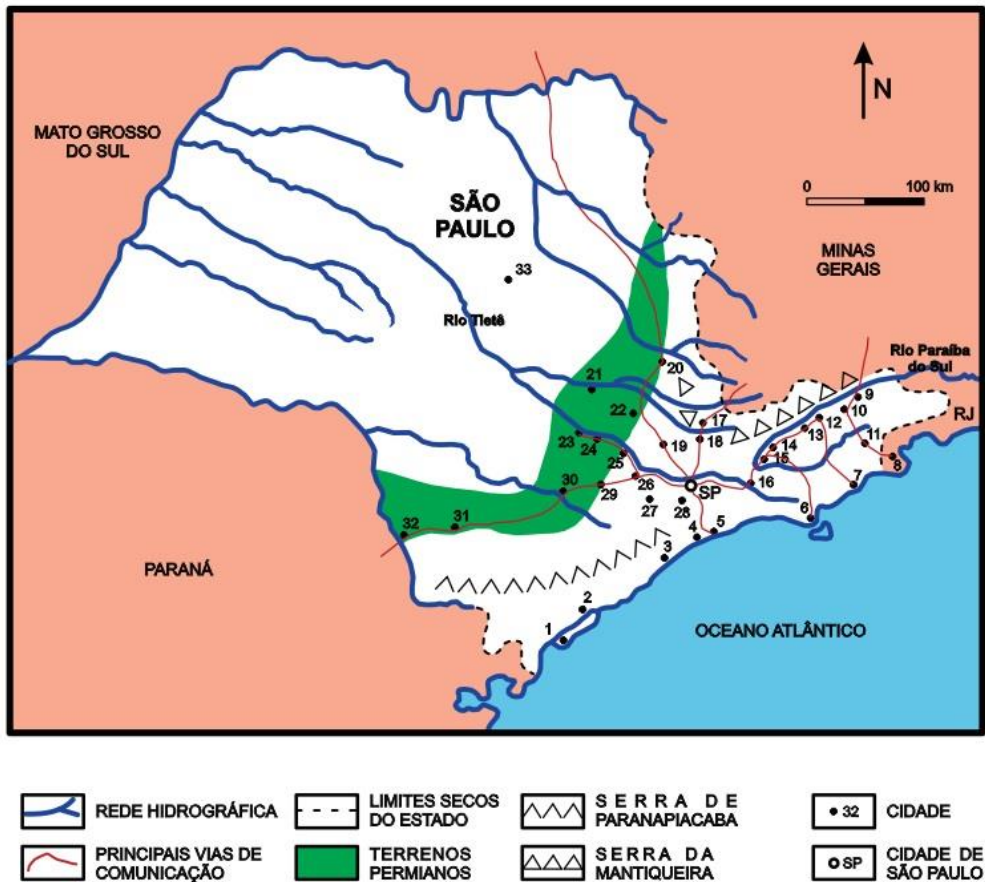 MATO GROSSO
DO SUL
N
SÃO
PAULO
0 100 km
MINAS
GERAIS
33
Rio Tietê
Rio Paraíba
do Sul
RJ
20
21
22
17
9
10
12
13
23
24
19
18
14
11
25
15
8
30
29
26
16
7
SP
27
28
6
32
31
5
4
3
PARANÁ
2
1
OCEANO ATLÂNTICO
REDE HIDROGRÁFICA
LIMITES SECOS
DO ESTADO
SERRA DE
PARANAPIACABA
32 CIDADE
PRINCIPAIS VIAS DE
COMUNICAÇÃO
TERRENOS
PERMIANOS
SERRA DA
MANTIQUEIRA
SP CIDADE DE
SÃO PAULO